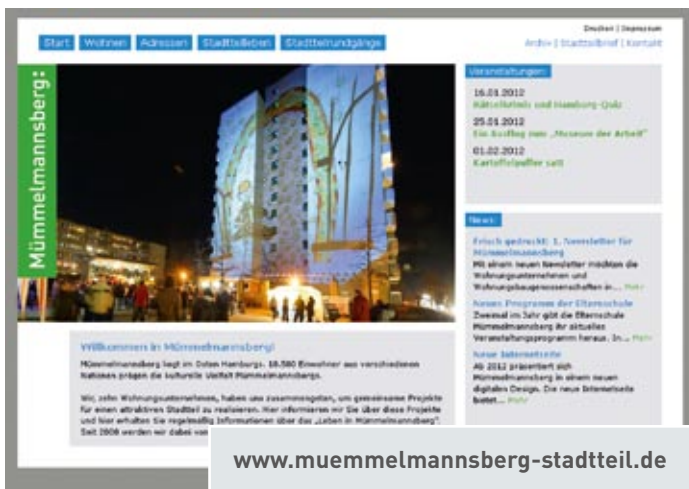 Drucken | Impressum
Start Wohnen Adressen Stadtteilleben Stadtteilrundgänge
Archiv | Stadtteilbrief | Kontakt
Mümmelmannsberg:
Veranstaltungen:
16.01.2012
Rätselhaftes und Hamburg-Quiz
25.01.2012
Ein Ausflug zum „Museum der Arbeit“
01.02.2012
Kartoffelpuffer satt
News:
Frisch gedruckt: 1. Newsletter für
Mümmelmannsberg
Mit einem neuen Newsletter möchten die
Wohnungsunternehmen und
Wohnungsbaugenossenschaften in... Mehr
Neues Programm der Elternschule
Zweimal im Jahr gibt die Elternschule
Mümmelmannsberg ihr aktuelles
Veranstaltungsprogramm heraus. In... Mehr
Neue Internetseite
Ab 2012 präsentiert sich
Mümmelmannsberg in einem neuen
digitalen Design. Die neue Internetseite
bietet... Mehr
Willkommen in Mümmelmannsberg!
Mümmelmannsberg liegt im Osten Hamburgs. 18.500 Einwohner aus verschiedenen
Nationen prägen die kulturelle Vielfalt Mümmelmannsbergs.
Wir, zehn Wohnungsunternehmen, haben uns zusammengetan, um gemeinsame Projekte
für einen attraktiven Stadtteil zu realisieren. Hier informieren wir Sie über diese Projekte
und hier erhalten Sie regelmäßig Informationen über das „Leben in Mümmelmannsberg“.
Seit 2008 werden wir dabei von
www.muemmelmannsberg-stadtteil.de